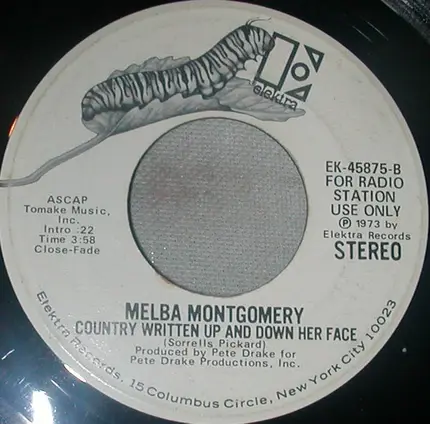 elektra
EK-45875-B
FOR RADIO
STATION
USE ONLY
℗ 1973 by
Elektra Records
STEREO
ASCAP
Tomake Music,
Inc.
Intro :22
Time 3:58
Close-Fade
MELBA MONTGOMERY
COUNTRY WRITTEN UP AND DOWN HER FACE
(Sorrells Pickard)
Produced by Pete Drake for
Pete Drake Productions, Inc.
Elektra Records, 15 Columbus Circle, New York City 10023